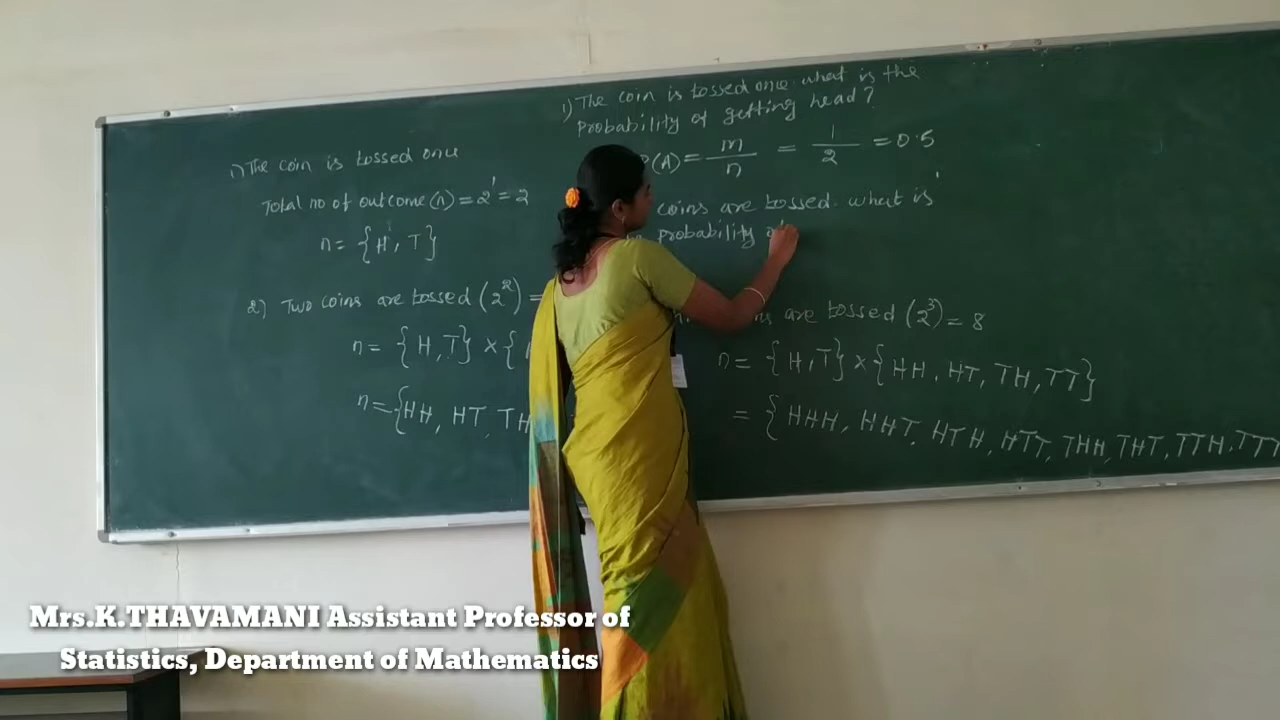 1) The coin is tossed once
Total no of outcome (n) = 2¹ = 2
n = {H, T}
2) Two coins are tossed (2²) =
n = {H, T} × {
n = {HH, HT, TH
1) The coin is tossed once. what is the
probability of getting head?
P(A) = m/n = 1/2 = 0.5
coins are tossed. what is
probability
are tossed (2³) = 8
n = {H, T} × {HH, HT, TH, TT}
= {HHH, HHT, HTH, HTT, THH, THT, TTH, TTT
Mrs.K.THAVAMANI Assistant Professor of
Statistics, Department of Mathematics